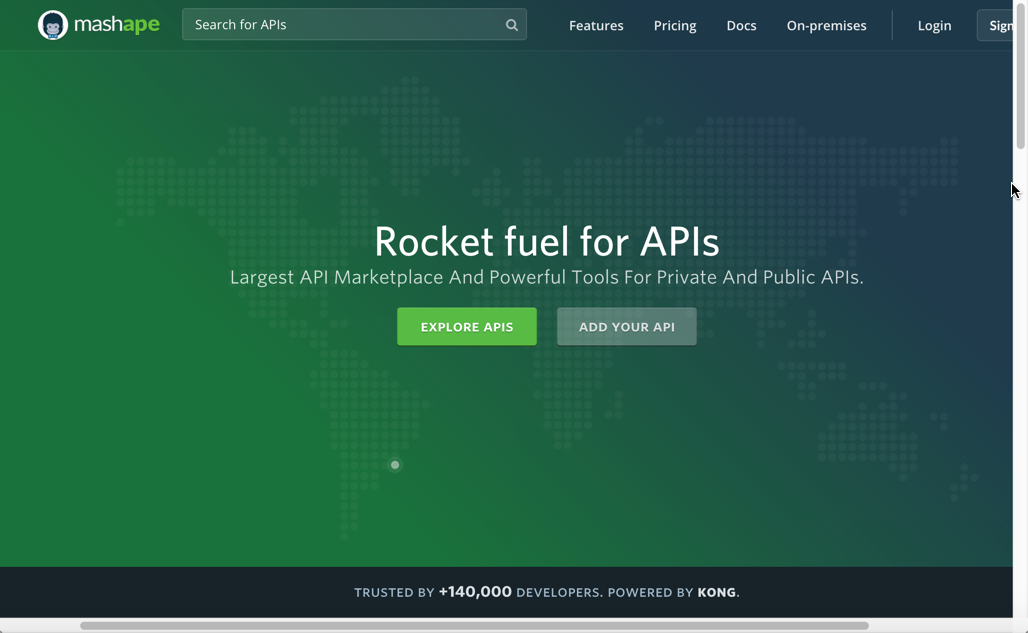 mashape
Search for APIs
Features
Pricing
Docs
On-premises
Login
Sign
Rocket fuel for APIs
Largest API Marketplace And Powerful Tools For Private And Public APIs.
EXPLORE APIS
ADD YOUR API
TRUSTED BY +140,000 DEVELOPERS. POWERED BY KONG.